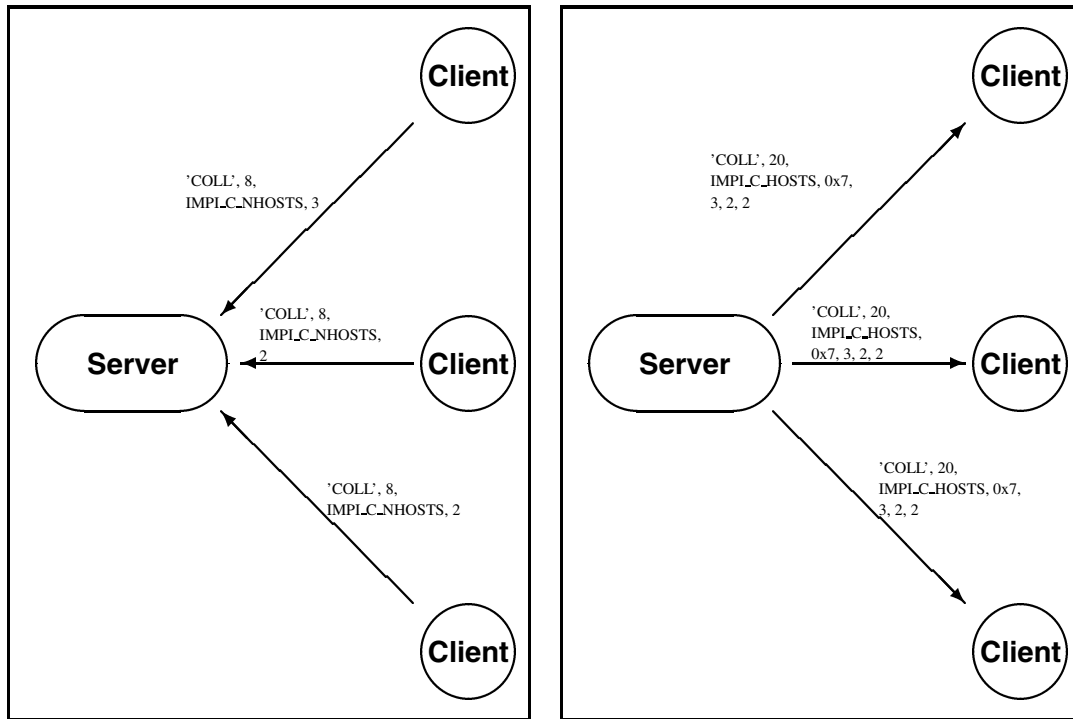 Client
'COLL', 8,
IMPI_C_NHOSTS, 3
'COLL', 8,
IMPI_C_NHOSTS,
2
Server
Client
'COLL', 8,
IMPI_C_NHOSTS, 2
Client
Client
'COLL', 20,
IMPI_C_HOSTS, 0x7,
3, 2, 2
'COLL', 20,
IMPI_C_HOSTS,
0x7, 3, 2, 2
Server
Client
'COLL', 20,
IMPI_C_HOSTS, 0x7,
3, 2, 2
Client